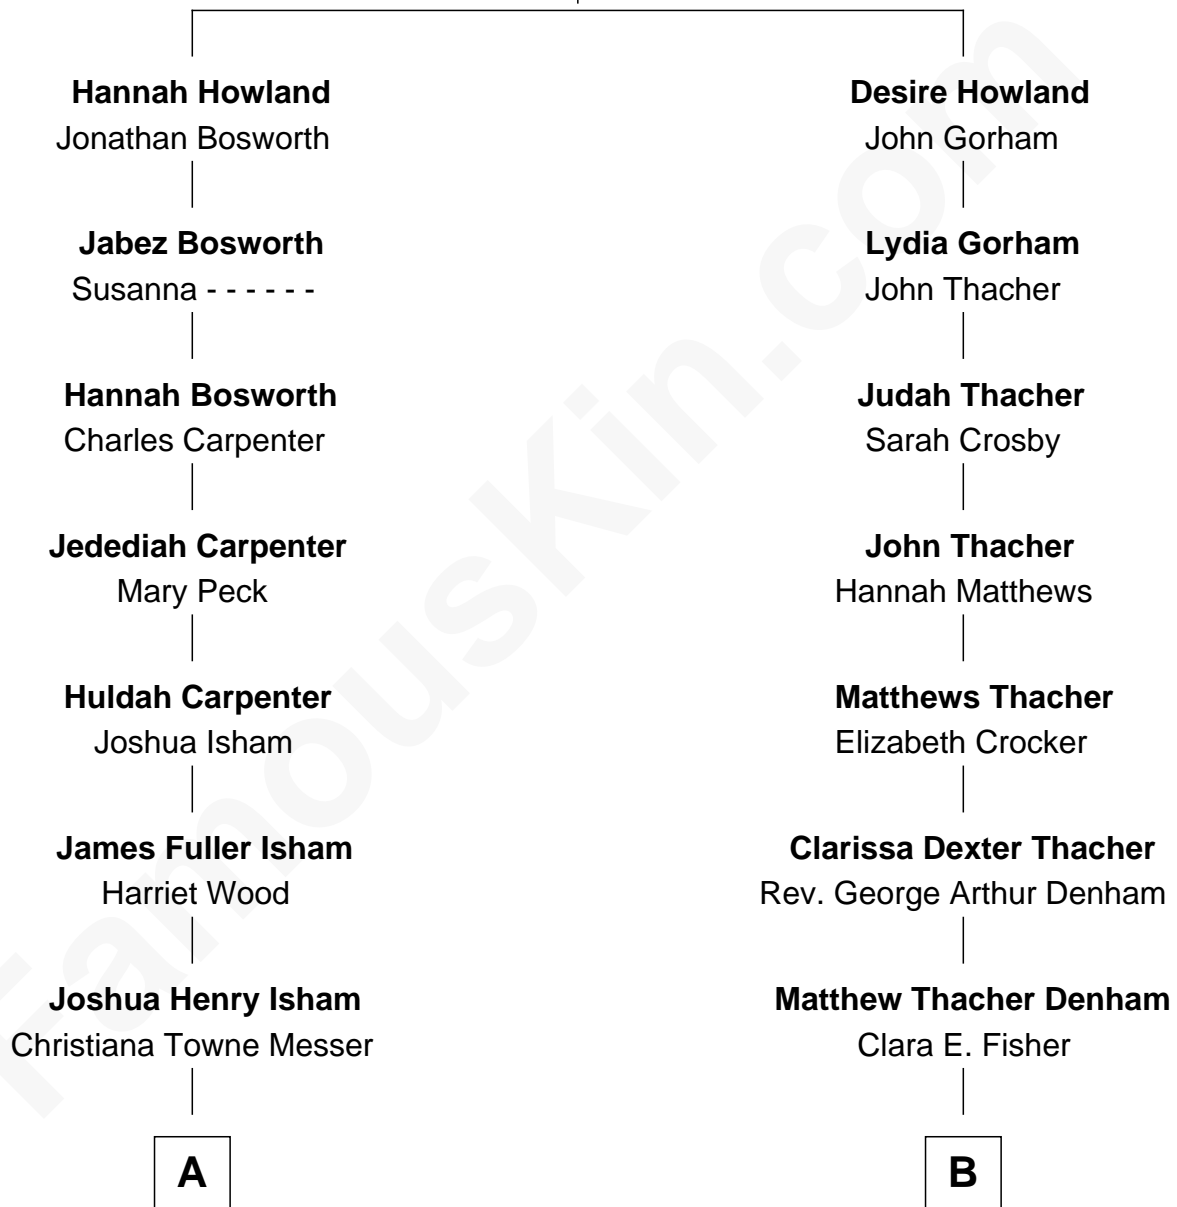 Hannah Howland
Jonathan Bosworth
Desire Howland
John Gorham
Jabez Bosworth
Susanna - - - - - -
Lydia Gorham
John Thacher
Hannah Bosworth
Charles Carpenter
Judah Thacher
Sarah Crosby
Jedediah Carpenter
Mary Peck
John Thacher
Hannah Matthews
Huldah Carpenter
Joshua Isham
Matthews Thacher
Elizabeth Crocker
James Fuller Isham
Harriet Wood
Clarissa Dexter Thacher
Rev. George Arthur Denham
Joshua Henry Isham
Christiana Towne Messer
Matthew Thacher Denham
Clara E. Fisher
A
B
FamousKin.com